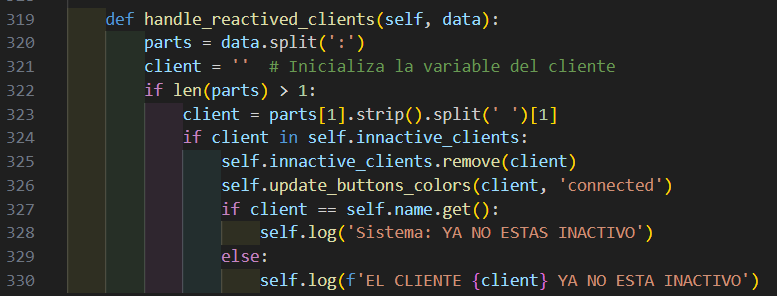 319 def handle_reactived_clients(self, data):
320 parts = data.split(':')
321 client = '' # Inicializa la variable del cliente
322 if len(parts) > 1:
323 client = parts[1].strip().split(' ')[1]
324 if client in self.innactive_clients:
325 self.innactive_clients.remove(client)
326 self.update_buttons_colors(client, 'connected')
327 if client == self.name.get():
328 self.log('Sistema: YA NO ESTAS INACTIVO')
329 else:
330 self.log(f'EL CLIENTE {client} YA NO ESTA INACTIVO')